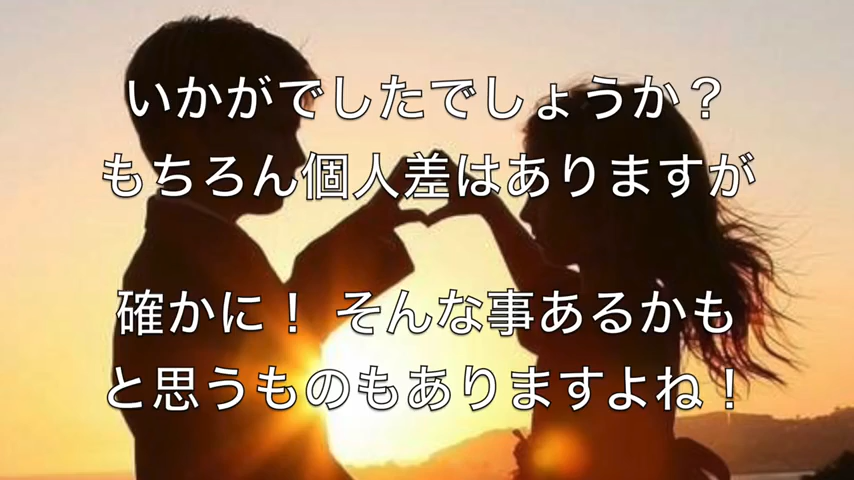 いかがでしたでしょうか？
もちろん個人差はありますが
確かに！ そんな事あるかも
と思うものもありますよね！